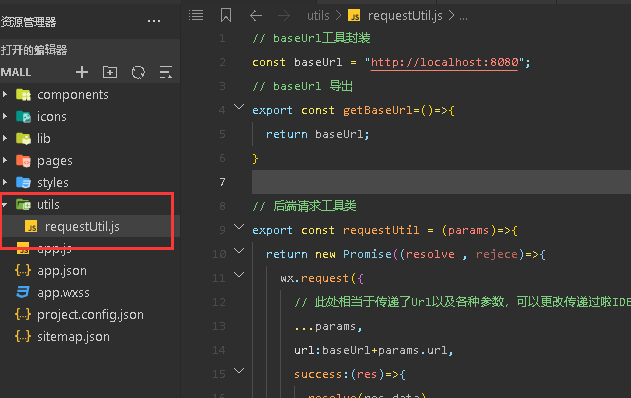 资源管理器
打开的编辑器
MALL
components
icons
lib
pages
styles
utils
requestUtil.js
app.js
app.json
app.wxss
project.config.json
sitemap.json
utils > requestUtil.js > ...
1 // baseUrl工具封装
2 const baseUrl = "http://localhost:8080";
3 // baseUrl 导出
4 export const getBaseUrl=()=>{
5 return baseUrl;
6 }
7
8 // 后端请求工具类
9 export const requestUtil = (params)=>{
10 return new Promise((resolve , rejece)=>{
11 wx.request({
12 // 此处相当于传递了Url以及各种参数，可以更改传递过啦IDE
13 ...params,
14 url:baseUrl+params.url,
15 success:(res)=>{
16 resolve(res.data)